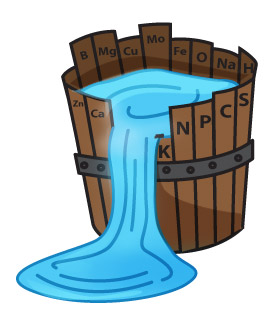 B Mg Cu Mo Fe O Na H
Zn Ca K N P C S